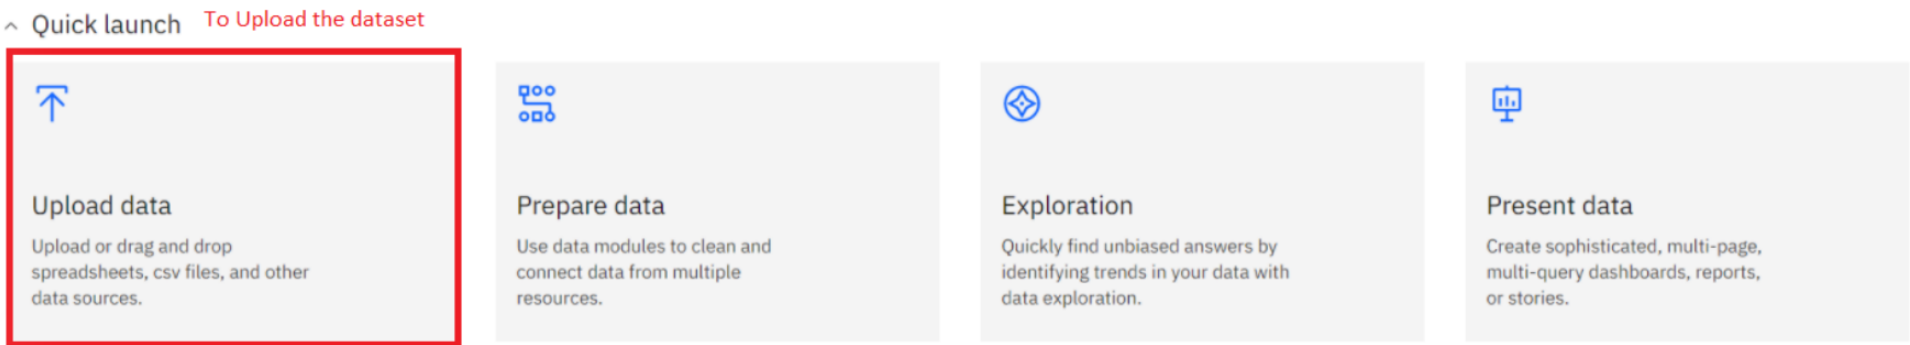 Quick launch To Upload the dataset
Upload data
Upload or drag and drop
spreadsheets, csv files, and other
data sources.
Prepare data
Use data modules to clean and
connect data from multiple
resources.
Exploration
Quickly find unbiased answers by
identifying trends in your data with
data exploration.
Present data
Create sophisticated, multi-page,
multi-query dashboards, reports,
or stories.